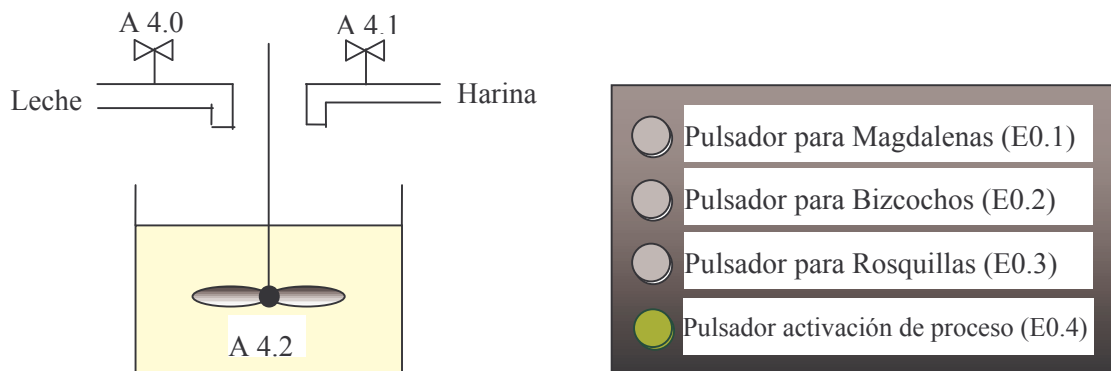 A 4.0
A 4.1
Leche
Harina
A 4.2
Pulsador para Magdalenas (E0.1)
Pulsador para Bizcochos (E0.2)
Pulsador para Rosquillas (E0.3)
Pulsador activación de proceso (E0.4)